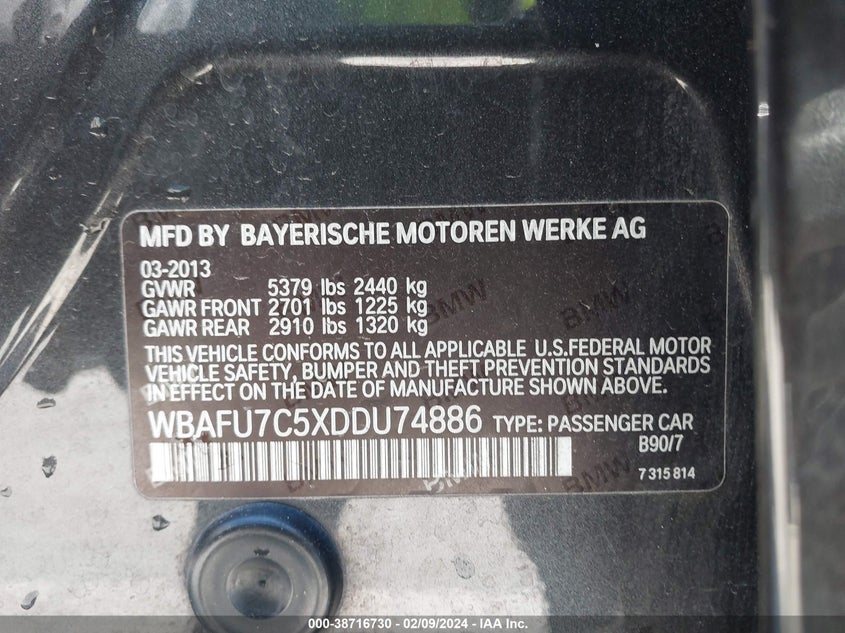 MFD BY BAYERISCHE MOTOREN WERKE AG
03-2013
GVWR 5379 lbs 2440 kg
GAWR FRONT 2701 lbs 1225 kg
GAWR REAR 2910 lbs 1320 kg
THIS VEHICLE CONFORMS TO ALL APPLICABLE U.S.FEDERAL MOTOR
VEHICLE SAFETY, BUMPER AND THEFT PREVENTION STANDARDS
IN EFFECT ON THE DATE OF MANUFACTURE SHOWN ABOVE.
WBAFU7C5XDDU74886 TYPE: PASSENGER CAR
B90/7
7 315 814
BMW
BMW
BMW
000-38716730 - 02/09/2024 - IAA Inc.